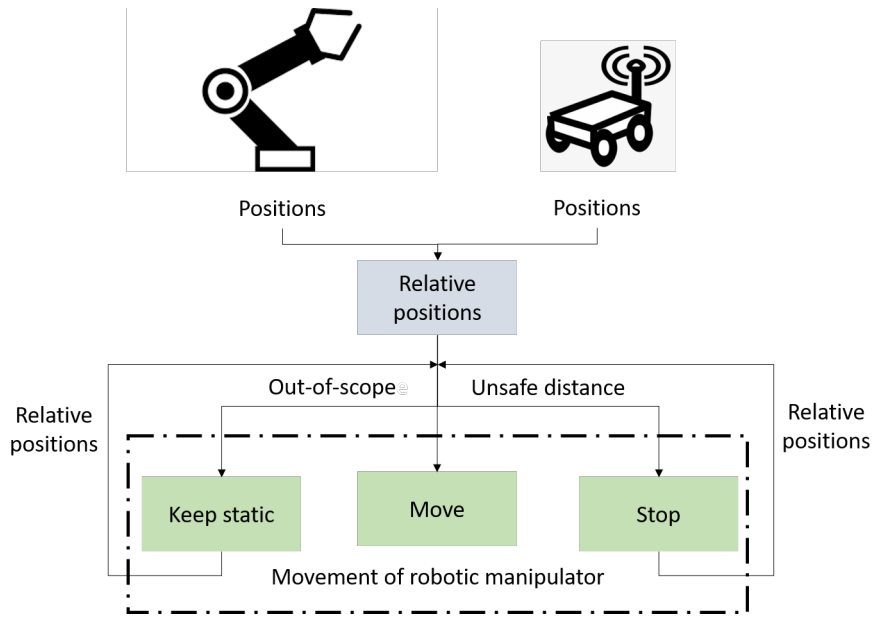 Positions
Positions
Relative
positions
Out-of-scope
Unsafe distance
Relative
positions
Relative
positions
Keep static
Move
Stop
Movement of robotic manipulator